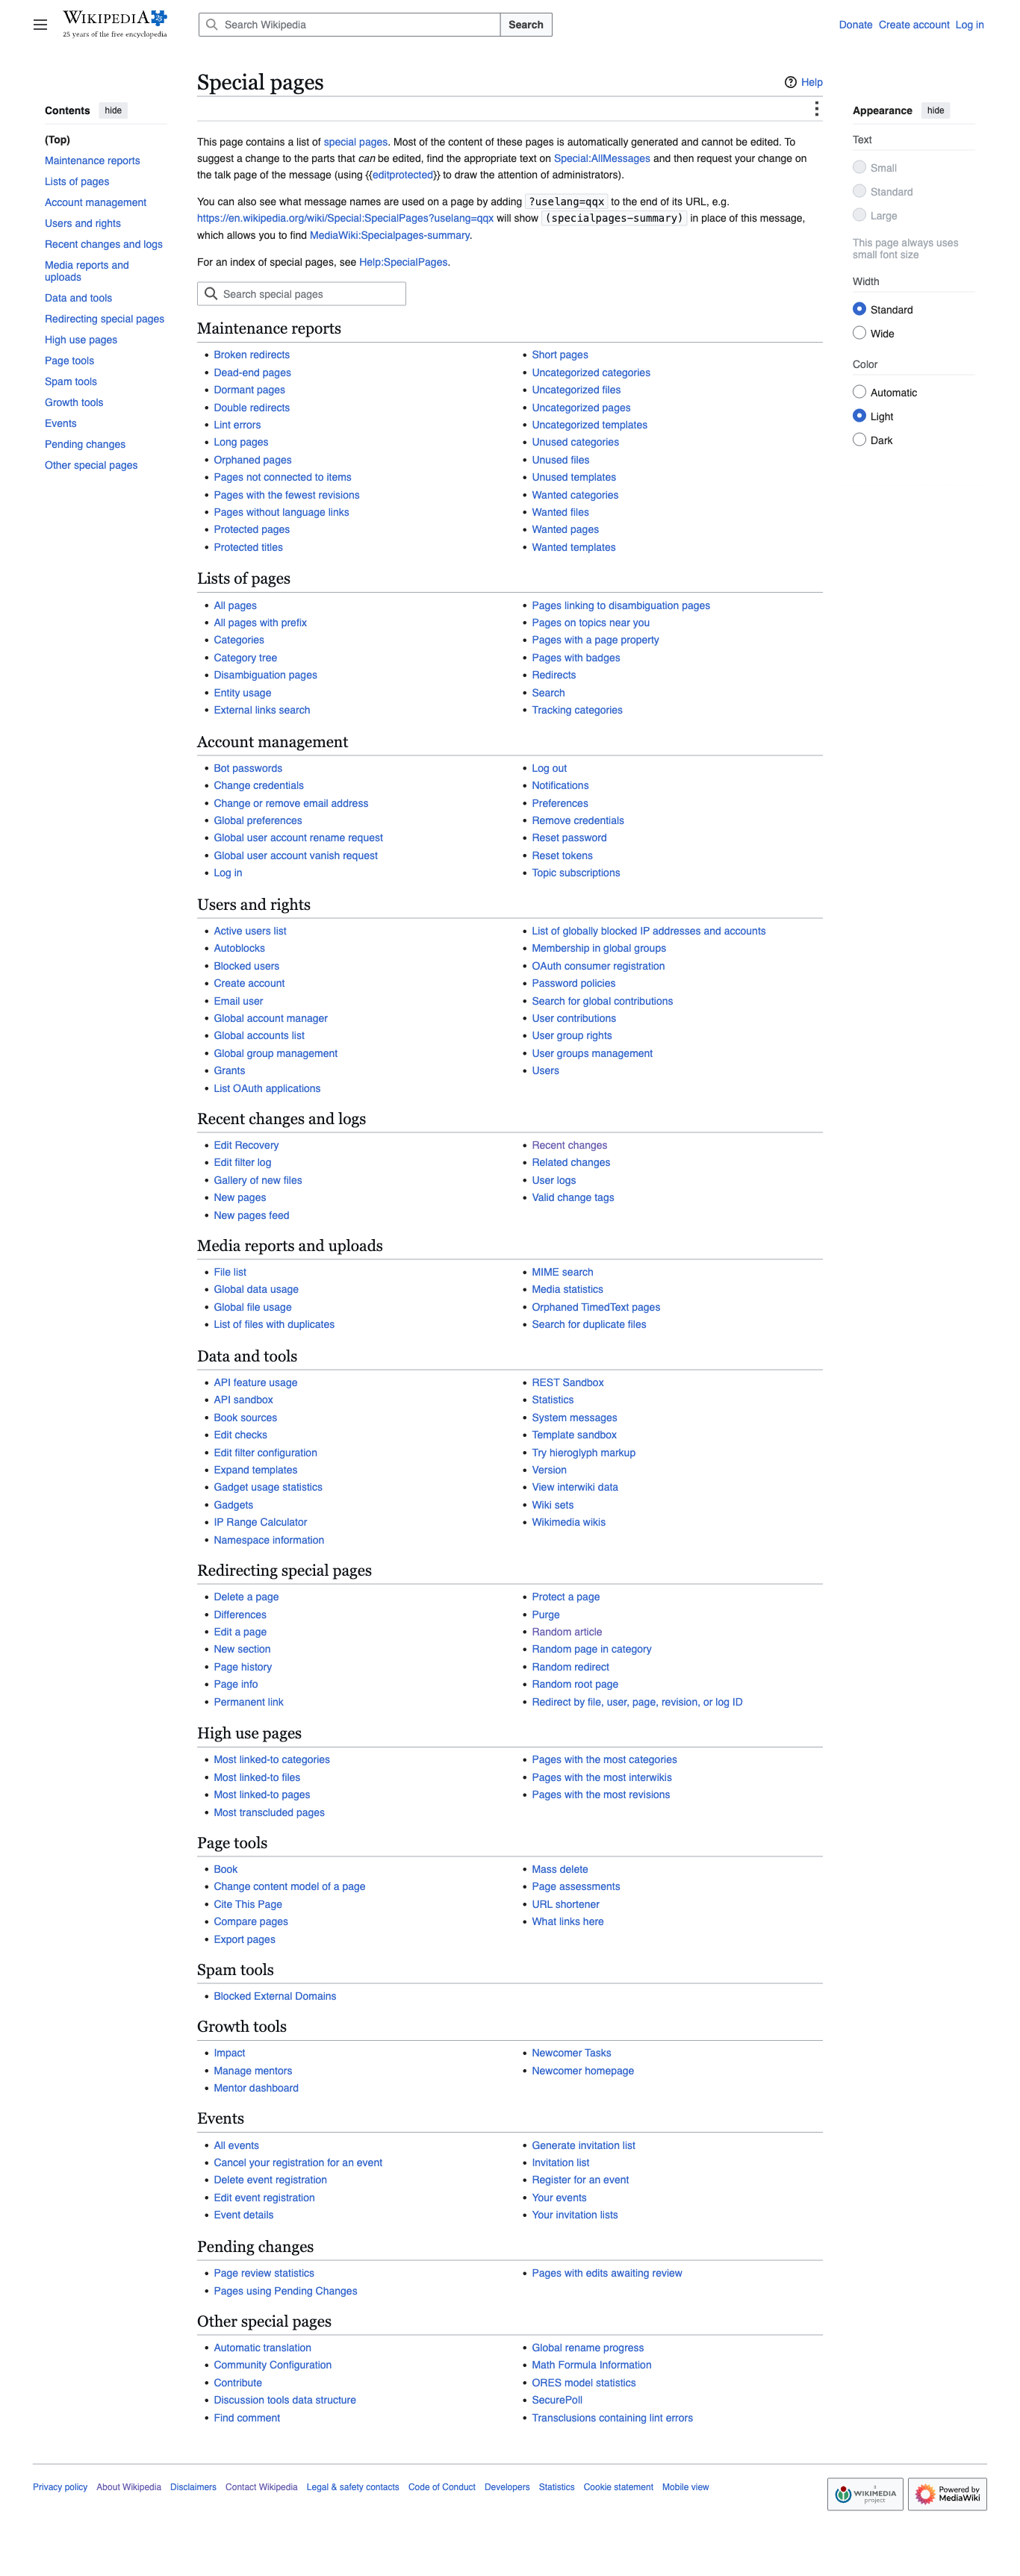 WIKIPEDIA 25
25 years of the free encyclopedia
Search Wikipedia
Search
Donate Create account Log in
Special pages
Help
Contents hide
(Top)
Maintenance reports
Lists of pages
Account management
Users and rights
Recent changes and logs
Media reports and
uploads
Data and tools
Redirecting special pages
High use pages
Page tools
Spam tools
Growth tools
Events
Pending changes
Other special pages
This page contains a list of special pages. Most of the content of these pages is automatically generated and cannot be edited. To
suggest a change to the parts that can be edited, find the appropriate text on Special:AllMessages and then request your change on
the talk page of the message (using {{editprotected}} to draw the attention of administrators).
You can also see what message names are used on a page by adding ?uselang=qqx to the end of its URL, e.g.
https://en.wikipedia.org/wiki/Special:SpecialPages?uselang=qqx will show (specialpages-summary) in place of this message,
which allows you to find MediaWiki:Specialpages-summary.
For an index of special pages, see Help:SpecialPages.
Search special pages
Maintenance reports
Broken redirects
Dead-end pages
Dormant pages
Double redirects
Lint errors
Long pages
Orphaned pages
Pages not connected to items
Pages with the fewest revisions
Pages without language links
Protected pages
Protected titles
Short pages
Uncategorized categories
Uncategorized files
Uncategorized pages
Uncategorized templates
Unused categories
Unused files
Unused templates
Wanted categories
Wanted files
Wanted pages
Wanted templates
Lists of pages
All pages
All pages with prefix
Categories
Category tree
Disambiguation pages
Entity usage
External links search
Pages linking to disambiguation pages
Pages on topics near you
Pages with a page property
Pages with badges
Redirects
Search
Tracking categories
Account management
Bot passwords
Change credentials
Change or remove email address
Global preferences
Global user account rename request
Global user account vanish request
Log in
Log out
Notifications
Preferences
Remove credentials
Reset password
Reset tokens
Topic subscriptions
Users and rights
Active users list
Autoblocks
Blocked users
Create account
Email user
Global account manager
Global accounts list
Global group management
Grants
List OAuth applications
List of globally blocked IP addresses and accounts
Membership in global groups
OAuth consumer registration
Password policies
Search for global contributions
User contributions
User group rights
User groups management
Users
Recent changes and logs
Edit Recovery
Edit filter log
Gallery of new files
New pages
New pages feed
Recent changes
Related changes
User logs
Valid change tags
Media reports and uploads
File list
Global data usage
Global file usage
List of files with duplicates
MIME search
Media statistics
Orphaned TimedText pages
Search for duplicate files
Data and tools
API feature usage
API sandbox
Book sources
Edit checks
Edit filter configuration
Expand templates
Gadget usage statistics
Gadgets
IP Range Calculator
Namespace information
REST Sandbox
Statistics
System messages
Template sandbox
Try hieroglyph markup
Version
View interwiki data
Wiki sets
Wikimedia wikis
Redirecting special pages
Delete a page
Differences
Edit a page
New section
Page history
Page info
Permanent link
Protect a page
Purge
Random article
Random page in category
Random redirect
Random root page
Redirect by file, user, page, revision, or log ID
High use pages
Most linked-to categories
Most linked-to files
Most linked-to pages
Most transcluded pages
Pages with the most categories
Pages with the most interwikis
Pages with the most revisions
Page tools
Book
Change content model of a page
Cite This Page
Compare pages
Export pages
Mass delete
Page assessments
URL shortener
What links here
Spam tools
Blocked External Domains
Growth tools
Impact
Manage mentors
Mentor dashboard
Newcomer Tasks
Newcomer homepage
Events
All events
Cancel your registration for an event
Delete event registration
Edit event registration
Event details
Generate invitation list
Invitation list
Register for an event
Your events
Your invitation lists
Pending changes
Page review statistics
Pages using Pending Changes
Pages with edits awaiting review
Other special pages
Automatic translation
Community Configuration
Contribute
Discussion tools data structure
Find comment
Global rename progress
Math Formula Information
ORES model statistics
SecurePoll
Transclusions containing lint errors
Appearance hide
Text
Small
Standard
Large
This page always uses
small font size
Width
Standard
Wide
Color
Automatic
Light
Dark
Privacy policy About Wikipedia Disclaimers Contact Wikipedia Legal & safety contacts Code of Conduct Developers Statistics Cookie statement Mobile view
a
WIKIMEDIA
project
Powered by
MediaWiki